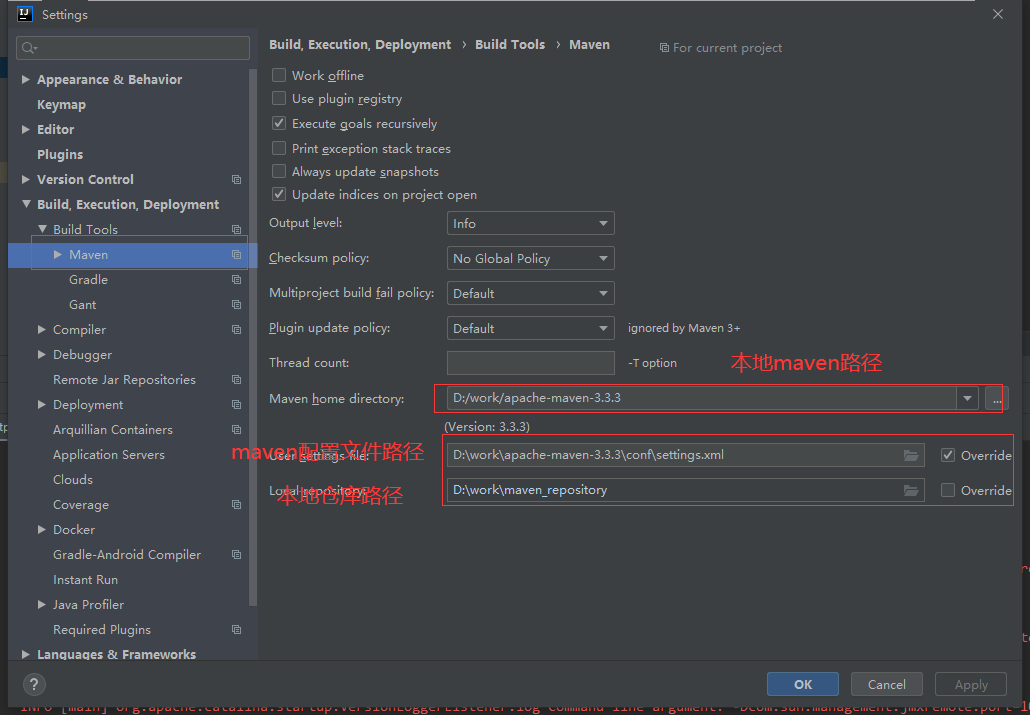 Settings
Build, Execution, Deployment › Build Tools › Maven
For current project
Appearance & Behavior
Keymap
Editor
Plugins
Version Control
Build, Execution, Deployment
Build Tools
Maven
Gradle
Gant
Compiler
Debugger
Remote Jar Repositories
Deployment
Arquillian Containers
Application Servers
Clouds
Coverage
Docker
Gradle-Android Compiler
Instant Run
Java Profiler
Required Plugins
Languages & Frameworks
Work offline
Use plugin registry
Execute goals recursively
Print exception stack traces
Always update snapshots
Update indices on project open
Output level: Info
Checksum policy: No Global Policy
Multiproject build fail policy: Default
Plugin update policy: Default ignored by Maven 3+
Thread count: -T option
本地maven路径
Maven home directory: D:/work/apache-maven-3.3.3 ...
(Version: 3.3.3)
maven配置文件路径
User settings file: D:\work\apache-maven-3.3.3\conf\settings.xml Override
本地仓库路径
Local repository: D:\work\maven_repository Override
? OK Cancel Apply
INFO [main] org.apache.catalina.startup.VersionLoggerListener.log Command line argument: -Dcom.sun.management.jmxremote.port